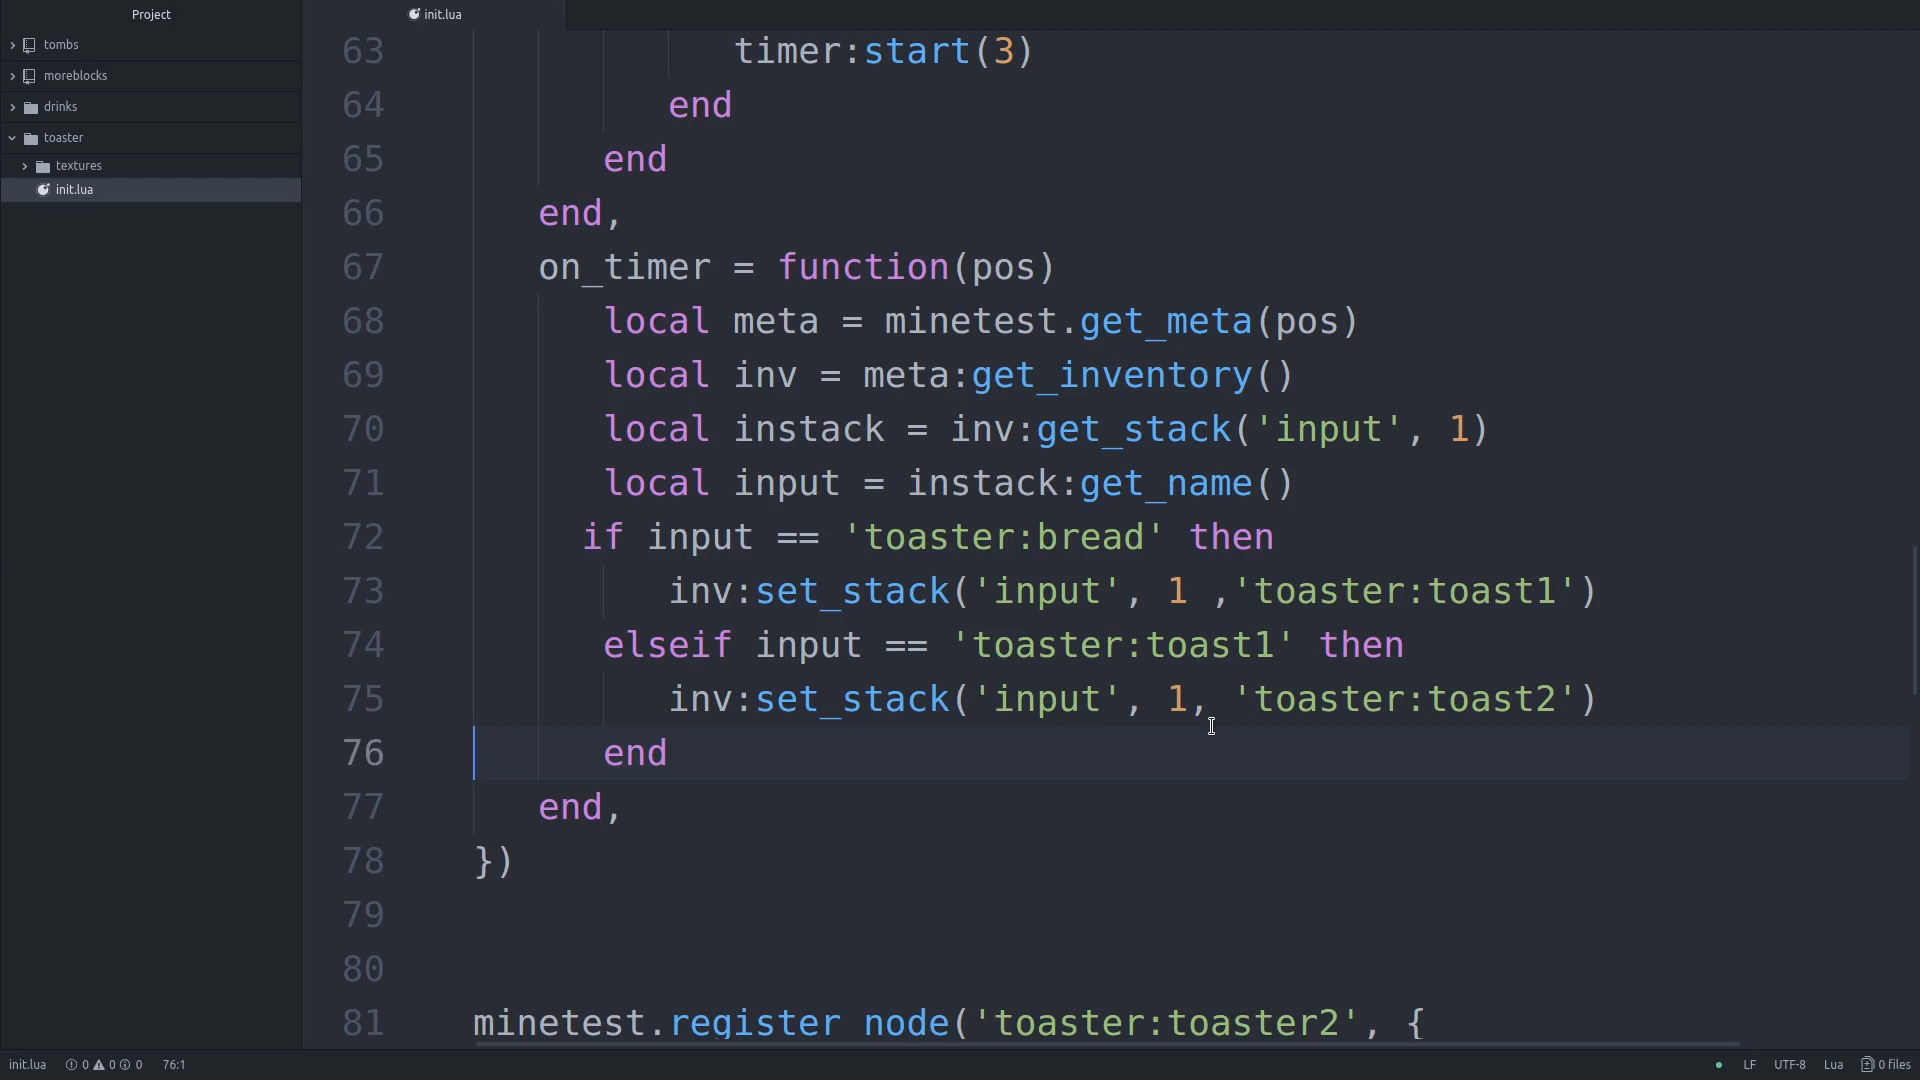 Project
init.lua
tombs
moreblocks
drinks
toaster
textures
init.lua
63 timer:start(3)
64 end
65 end
66 end,
67 on_timer = function(pos)
68 local meta = minetest.get_meta(pos)
69 local inv = meta:get_inventory()
70 local instack = inv:get_stack('input', 1)
71 local input = instack:get_name()
72 if input == 'toaster:bread' then
73 inv:set_stack('input', 1 ,'toaster:toast1')
74 elseif input == 'toaster:toast1' then
75 inv:set_stack('input', 1, 'toaster:toast2')
76 end
77 end,
78 })
79
80
81 minetest.register_node('toaster:toaster2', {
init.lua 0 0 0 76:1 LF UTF-8 Lua 0 files